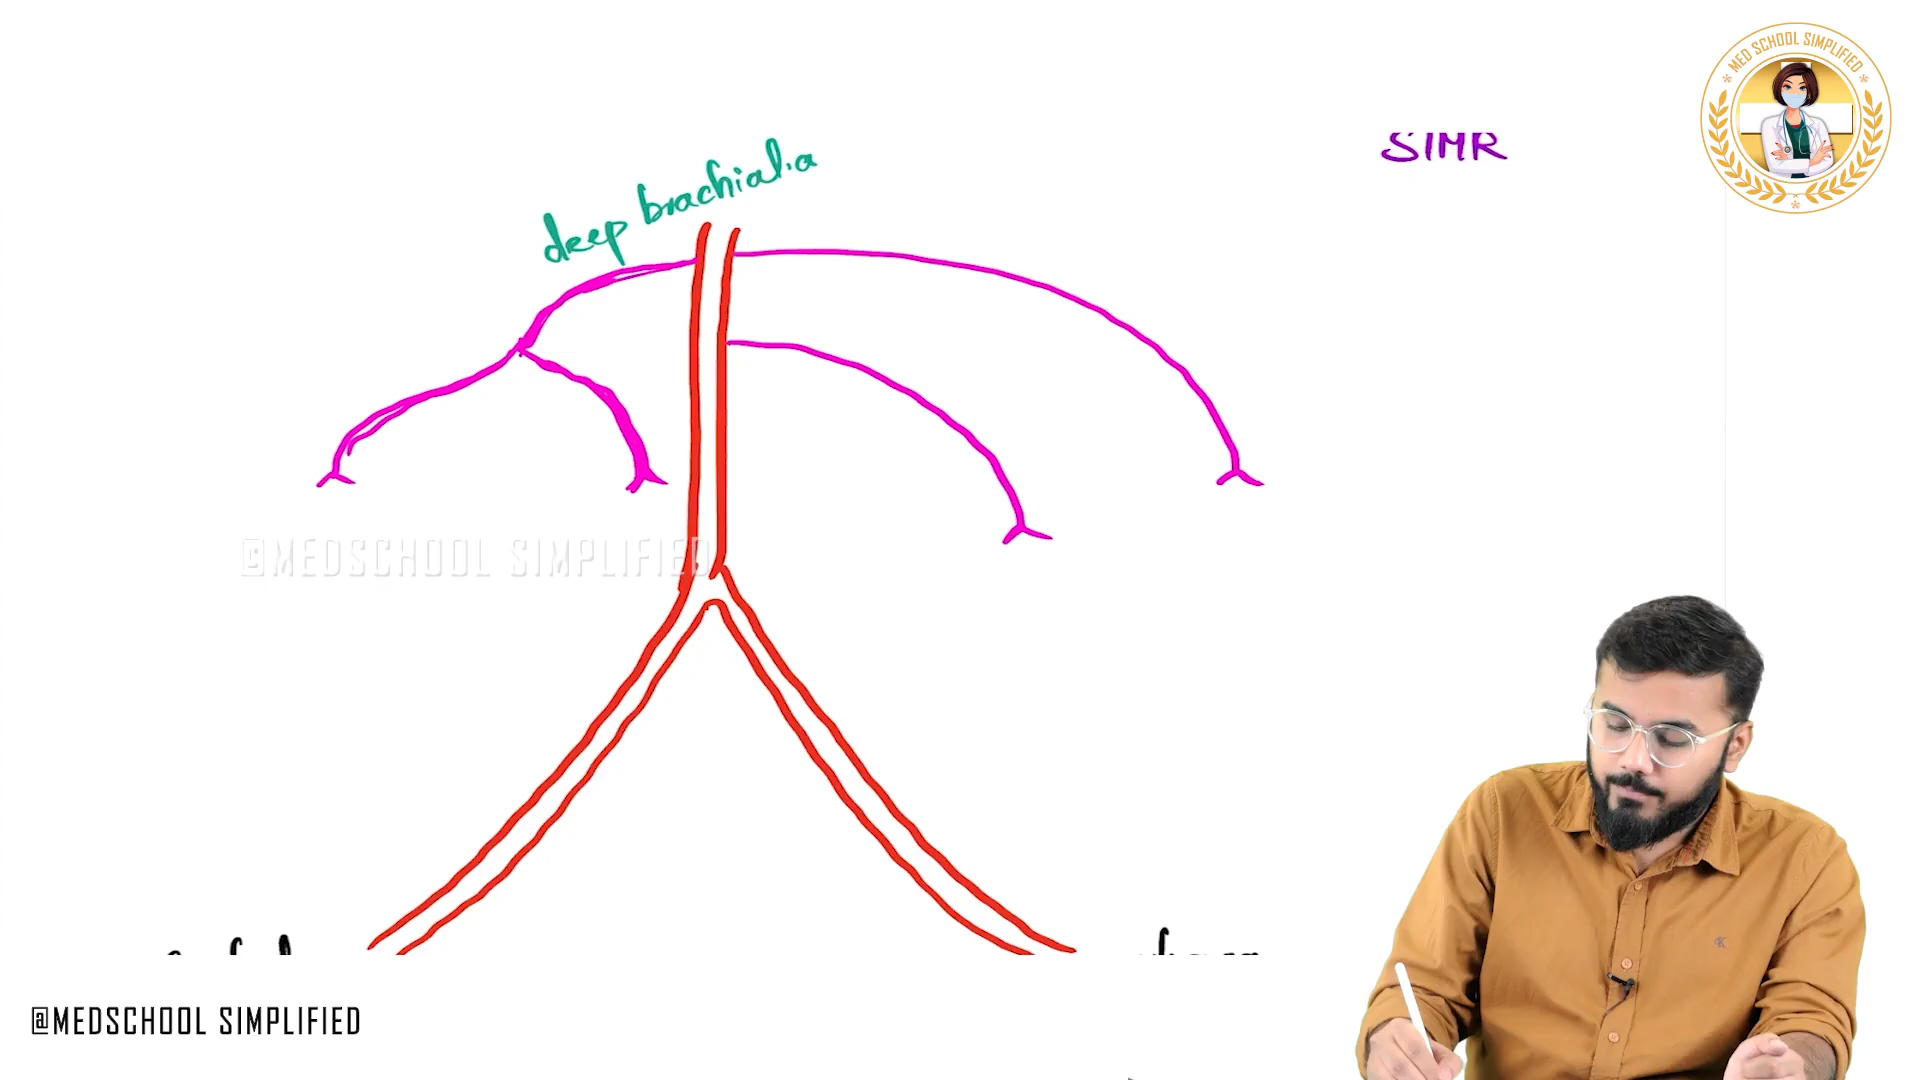 MED SCHOOL SIMPLIFIED
SIMR
deep brachial.a
@MEDSCHOOL SIMPLIFIED
@MEDSCHOOL SIMPLIFIED